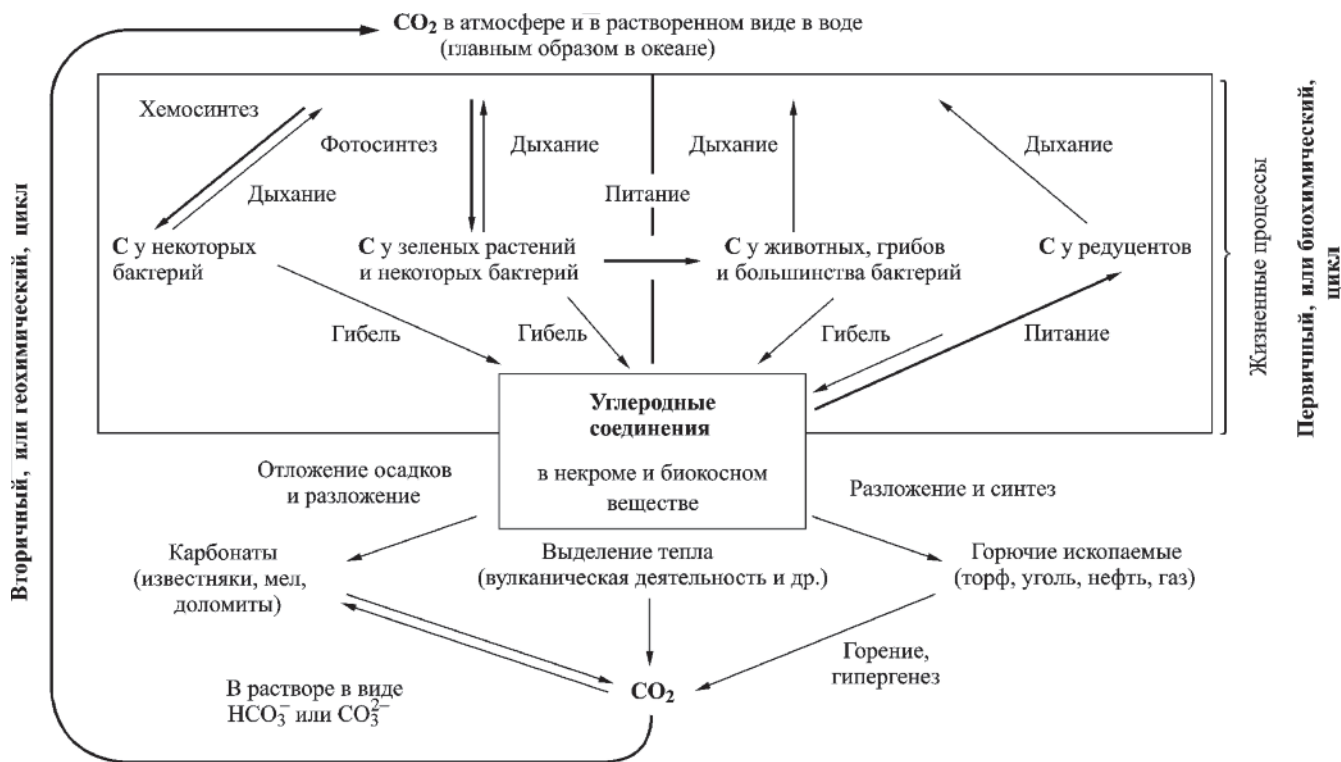 CO₂ в атмосфере и в растворенном виде в воде
(главным образом в океане)
Хемосинтез
Фотосинтез
Дыхание
Дыхание
Дыхание
Дыхание
Питание
С у некоторых
бактерий
С у зеленых растений
и некоторых бактерий
С у животных, грибов
и большинства бактерий
С у редуцентов
Гибель
Гибель
Гибель
Питание
Углеродные
соединения
в некроме и биокосном
веществе
Отложение осадков
и разложение
Разложение и синтез
Карбонаты
(известняки, мел,
доломиты)
Выделение тепла
(вулканическая деятельность и др.)
Горючие ископаемые
(торф, уголь, нефть, газ)
Горение,
гипергенез
В растворе в виде
HCO₃⁻ или CO₃²⁻
CO₂
Вторичный, или геохимический, цикл
Жизненные процессы
Первичный, или биохимический,
цикл